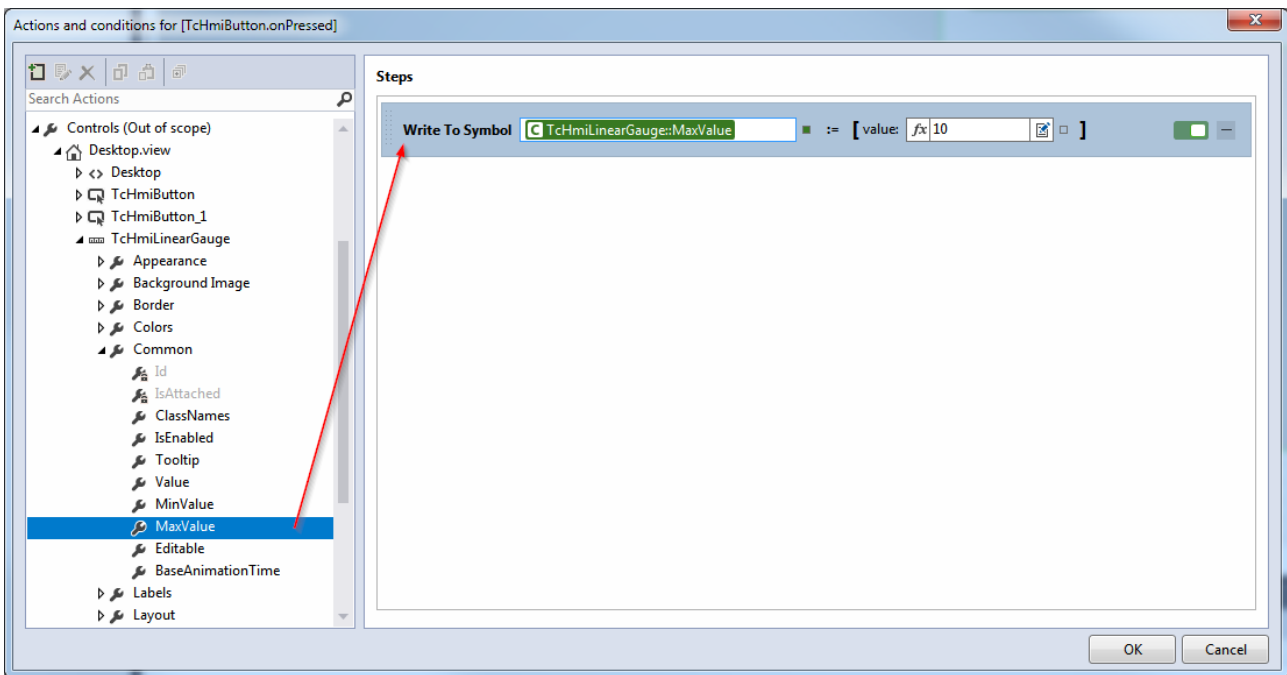 Actions and conditions for [TcHmiButton.onPressed]
Search Actions
Controls (Out of scope)
Desktop.view
Desktop
TcHmiButton
TcHmiButton_1
TcHmiLinearGauge
Appearance
Background Image
Border
Colors
Common
Id
IsAttached
ClassNames
IsEnabled
Tooltip
Value
MinValue
MaxValue
Editable
BaseAnimationTime
Labels
Layout
Steps
Write To Symbol C TcHmiLinearGauge::MaxValue := [ value: fx 10 ]
OK Cancel